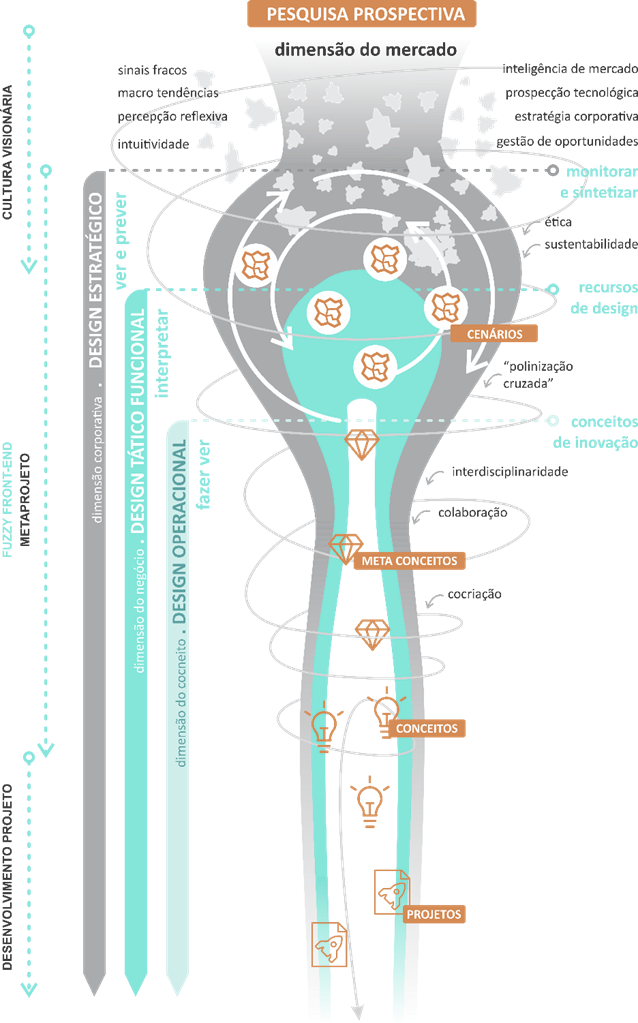 PESQUISA PROSPECTIVA
dimensão do mercado
sinais fracos
macro tendências
percepção reflexiva
intuitividade
inteligência de mercado
prospecção tecnológica
estratégia corporativa
gestão de oportunidades
monitorar
e sintetizar
ética
sustentabilidade
recursos
de design
CENÁRIOS
"polinização
cruzada"
conceitos
de inovação
interdisciplinaridade
colaboração
META CONCEITOS
cocriação
CONCEITOS
PROJETOS
CULTURA VISIONÁRIA
FUZZY FRONT-END
METAPROJETO
DESENVOLVIMENTO PROJETO
dimensão corporativa . DESIGN ESTRATÉGICO
ver e prever
dimensão do negócio . DESIGN TÁTICO FUNCIONAL
interpretar
dimensão do cocneito . DESIGN OPERACIONAL
fazer ver